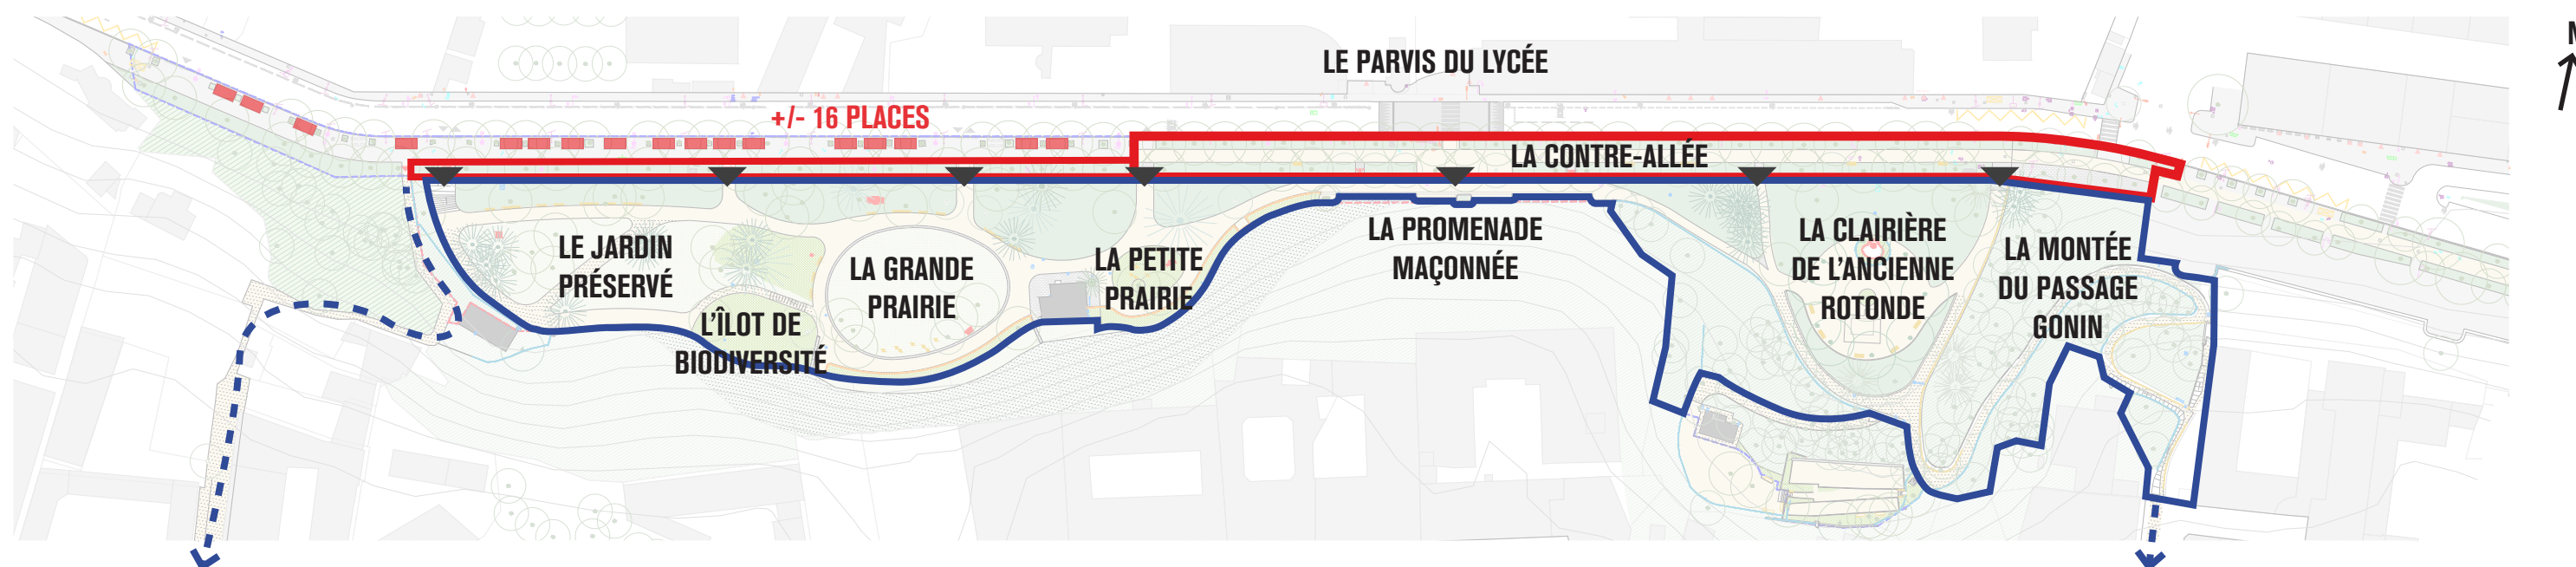 LE PARVIS DU LYCÉE
N
+/- 16 PLACES
LA CONTRE-ALLÉE
LE JARDIN
PRÉSERVÉ
L'ÎLOT DE
BIODIVERSITÉ
LA GRANDE
PRAIRIE
LA PETITE
PRAIRIE
LA PROMENADE
MAÇONNÉE
LA CLAIRIÈRE
DE L'ANCIENNE
ROTONDE
LA MONTÉE
DU PASSAGE
GONIN